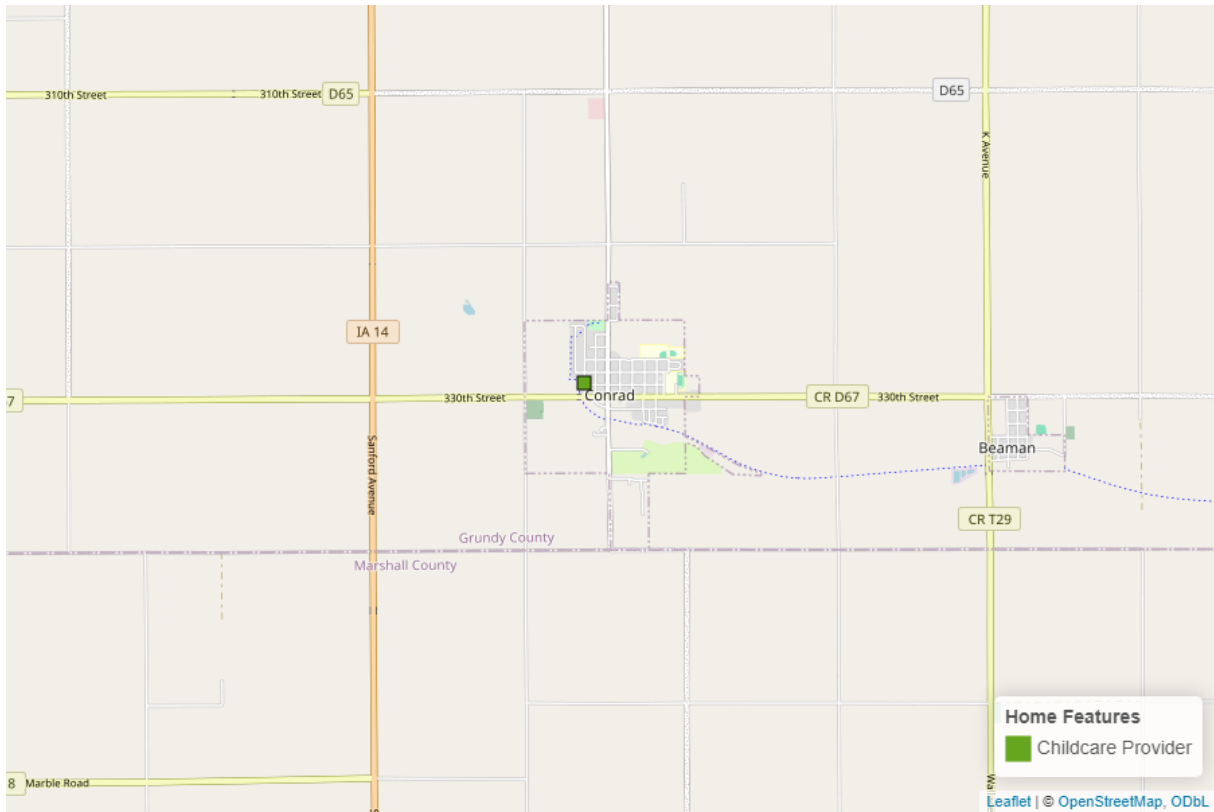 310th Street
310th Street
D65
D65
K Avenue
IA 14
7
330th Street
Conrad
CR D67
330th Street
Beaman
Sanford Avenue
CR T29
Grundy County
Marshall County
Home Features
Childcare Provider
8
Marble Road
Wal
S
Leaflet | © OpenStreetMap, ODbL